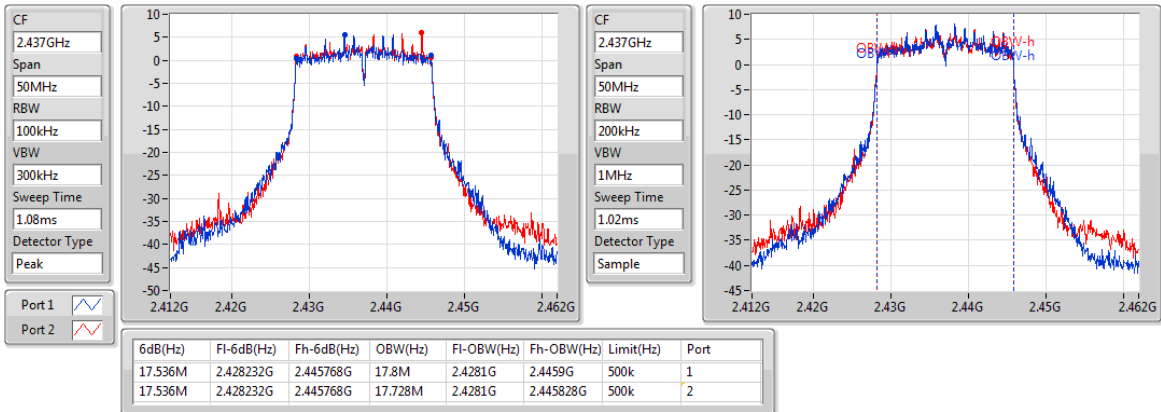 CF
2.437GHz
Span
50MHz
RBW
100kHz
VBW
300kHz
Sweep Time
1.08ms
Detector Type
Peak
Port 1
Port 2
10
5
0
-5
-10
-15
-20
-25
-30
-35
-40
-45
-50
2.412G 2.42G 2.43G 2.44G 2.45G 2.462G
CF
2.437GHz
Span
50MHz
RBW
200kHz
VBW
1MHz
Sweep Time
1.02ms
Detector Type
Sample
10
5
0
-5
-10
-15
-20
-25
-30
-35
-40
-45
OBW-h
OBW-h
2.412G 2.42G 2.43G 2.44G 2.45G 2.462G
6dB(Hz) Fl-6dB(Hz) Fh-6dB(Hz) OBW(Hz) Fl-OBW(Hz) Fh-OBW(Hz) Limit(Hz) Port
17.536M 2.428232G 2.445768G 17.8M 2.4281G 2.4459G 500k 1
17.536M 2.428232G 2.445768G 17.728M 2.4281G 2.445828G 500k 2